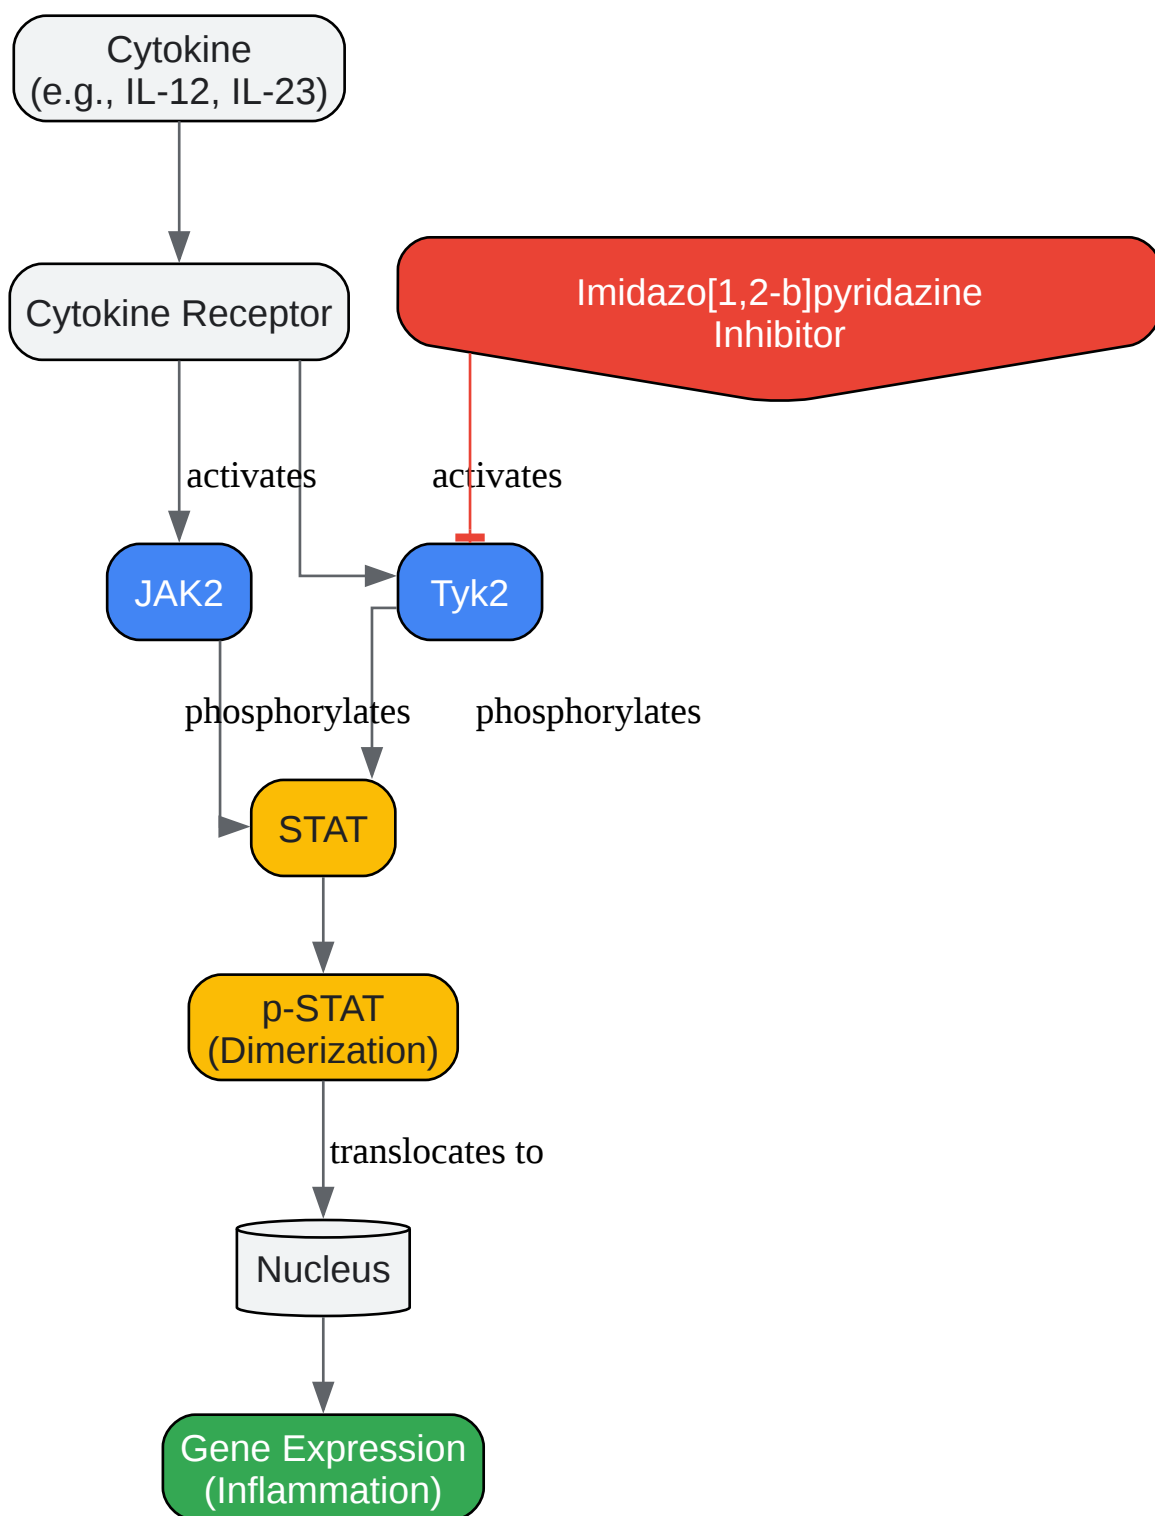 Cytokine
(e.g., IL-12, IL-23)
Cytokine Receptor
Imidazo[1,2-b]pyridazine
Inhibitor
activates
activates
JAK2
Tyk2
phosphorylates
phosphorylates
STAT
p-STAT
(Dimerization)
translocates to
Nucleus
Gene Expression
(Inflammation)